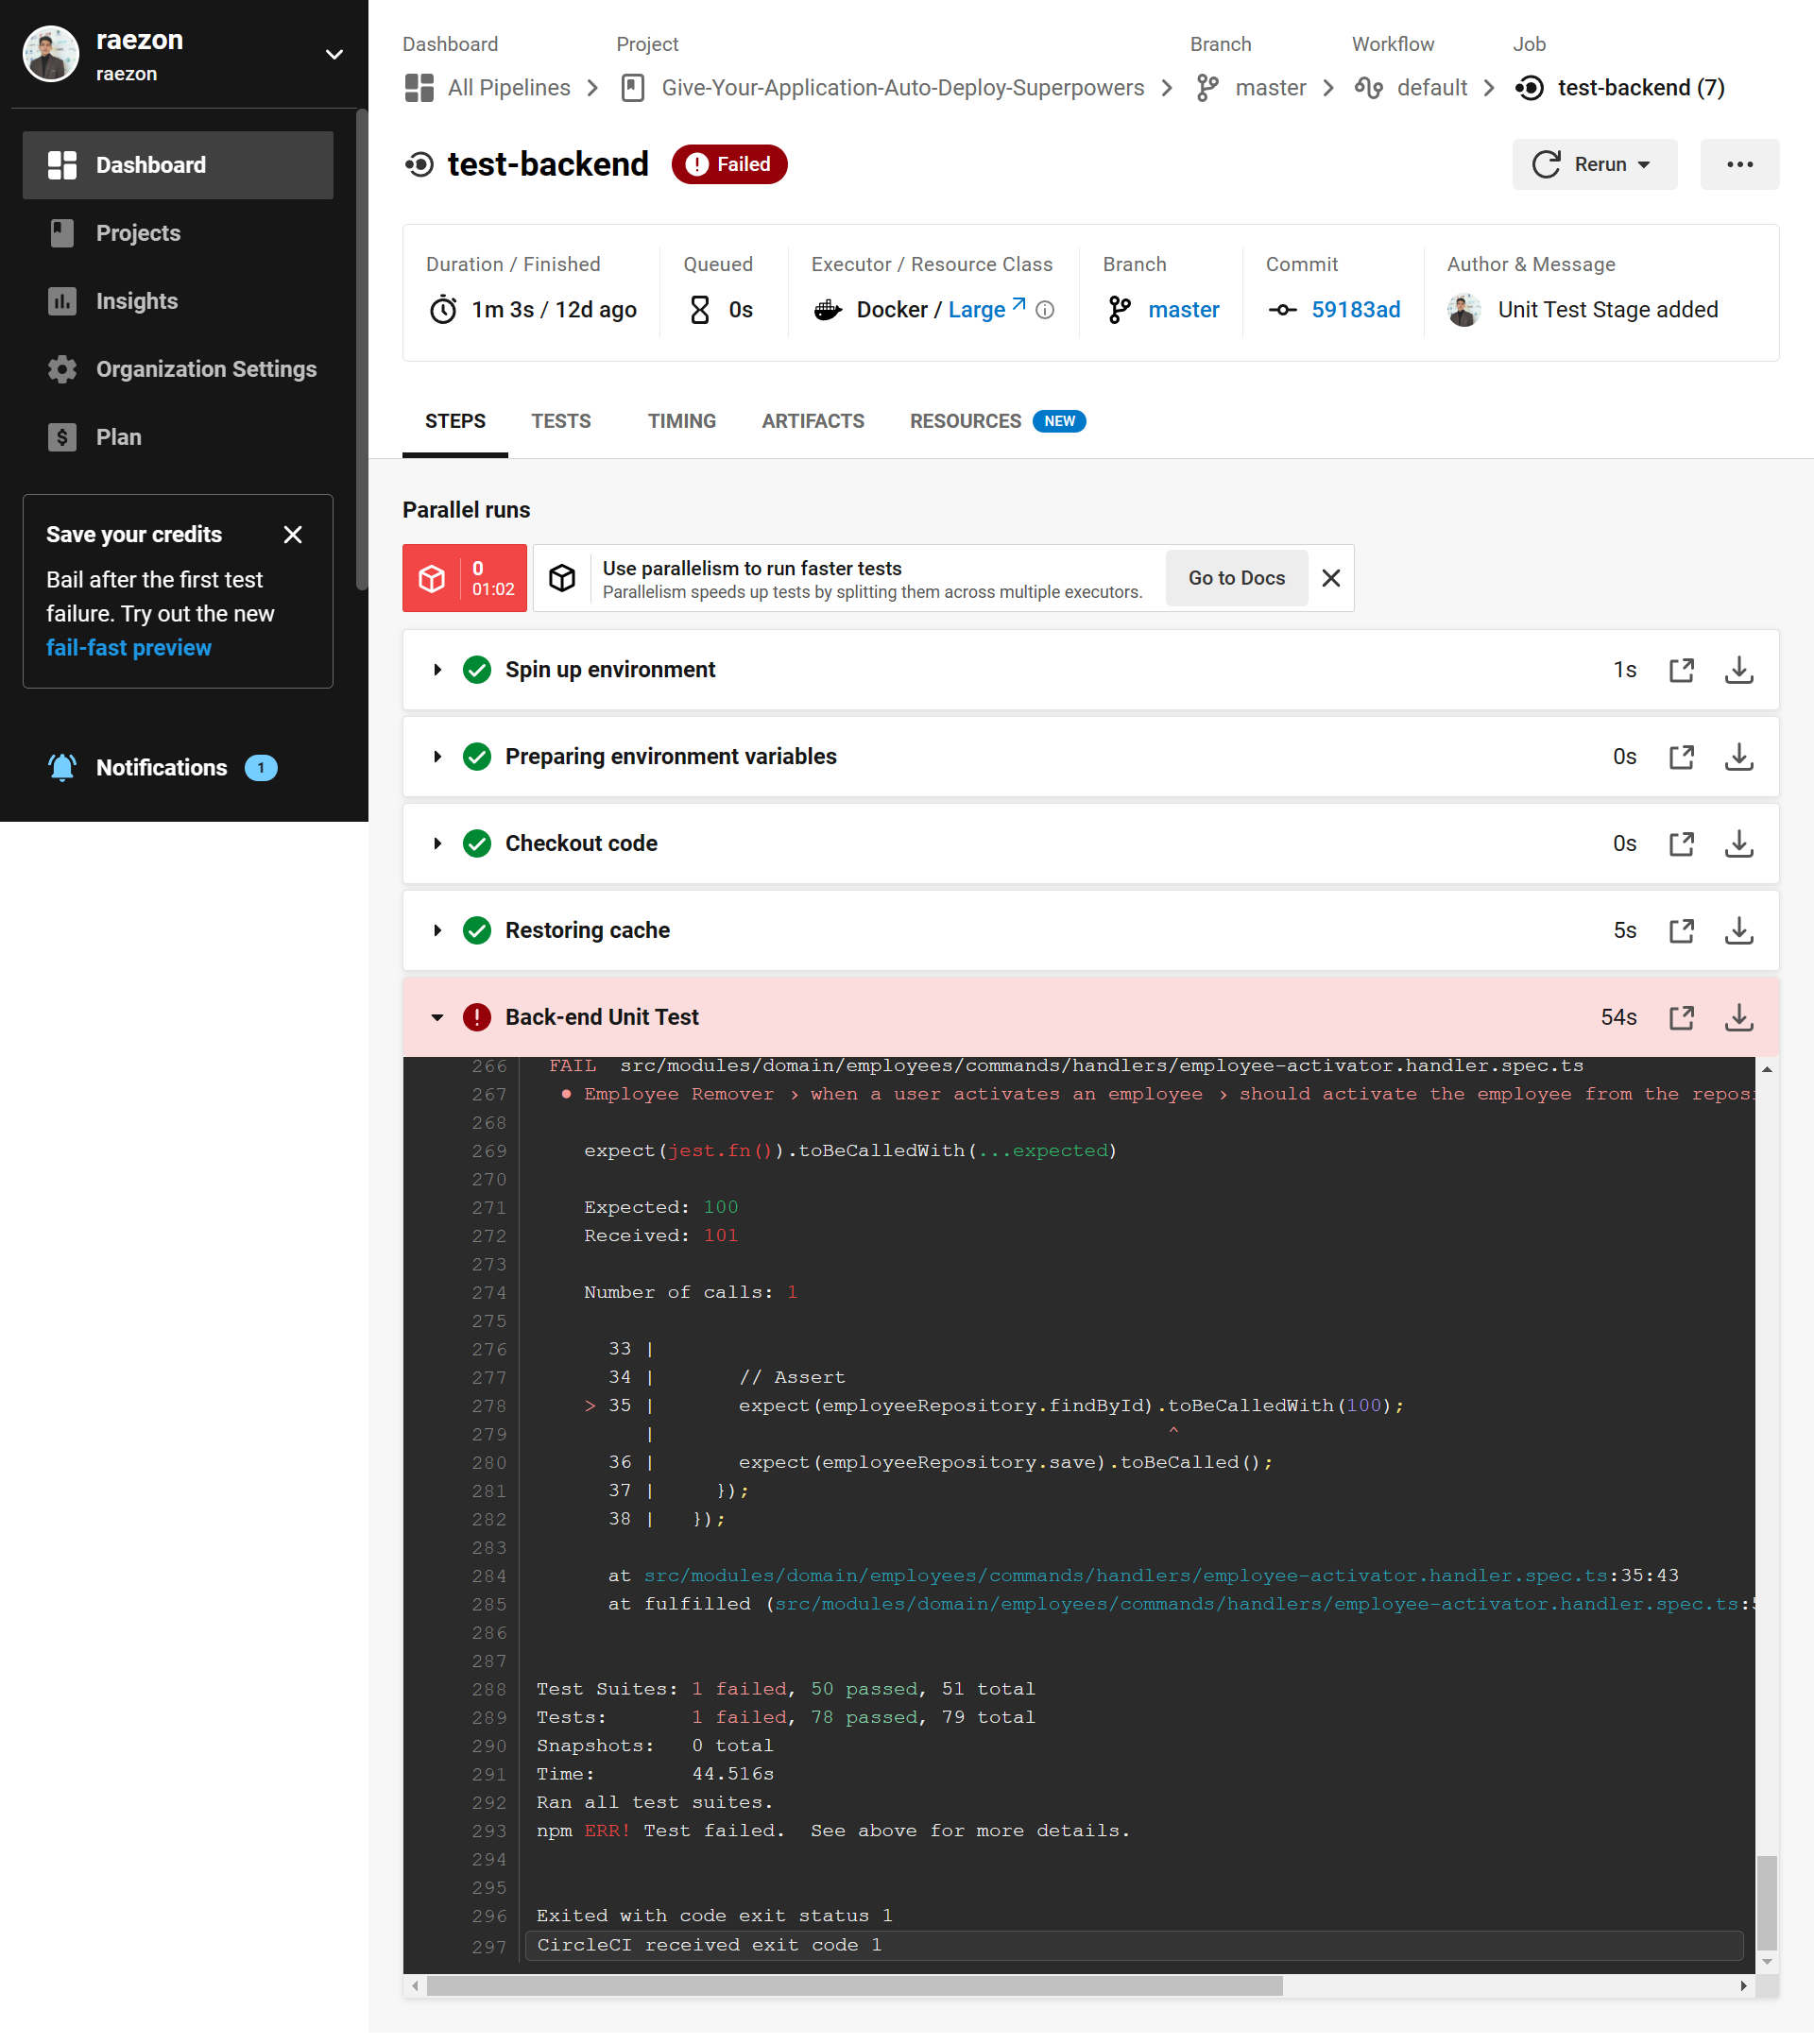 raezon
raezon
Dashboard
Projects
Insights
Organization Settings
Plan
Save your credits
Bail after the first test
failure. Try out the new
fail-fast preview
Notifications 1
Dashboard Project Branch Workflow Job
All Pipelines Give-Your-Application-Auto-Deploy-Superpowers master default test-backend (7)
test-backend Failed Rerun
Duration / Finished Queued Executor / Resource Class Branch Commit Author & Message
1m 3s / 12d ago 0s Docker / Large master 59183ad Unit Test Stage added
STEPS TESTS TIMING ARTIFACTS RESOURCES NEW
Parallel runs
0
01:02
Use parallelism to run faster tests
Parallelism speeds up tests by splitting them across multiple executors.
Go to Docs
Spin up environment 1s
Preparing environment variables 0s
Checkout code 0s
Restoring cache 5s
Back-end Unit Test 54s
266 FAIL src/modules/domain/employees/commands/handlers/employee-activator.handler.spec.ts
267 ● Employee Remover › when a user activates an employee › should activate the employee from the reposi
268
269 expect(jest.fn()).toBeCalledWith(...expected)
270
271 Expected: 100
272 Received: 101
273
274 Number of calls: 1
275
276 33 |
277 34 | // Assert
278 > 35 | expect(employeeRepository.findById).toBeCalledWith(100);
279 | ^
280 36 | expect(employeeRepository.save).toBeCalled();
281 37 | });
282 38 | });
283
284 at src/modules/domain/employees/commands/handlers/employee-activator.handler.spec.ts:35:43
285 at fulfilled (src/modules/domain/employees/commands/handlers/employee-activator.handler.spec.ts:5
286
287
288 Test Suites: 1 failed, 50 passed, 51 total
289 Tests: 1 failed, 78 passed, 79 total
290 Snapshots: 0 total
291 Time: 44.516s
292 Ran all test suites.
293 npm ERR! Test failed. See above for more details.
294
295
296 Exited with code exit status 1
297 CircleCI received exit code 1